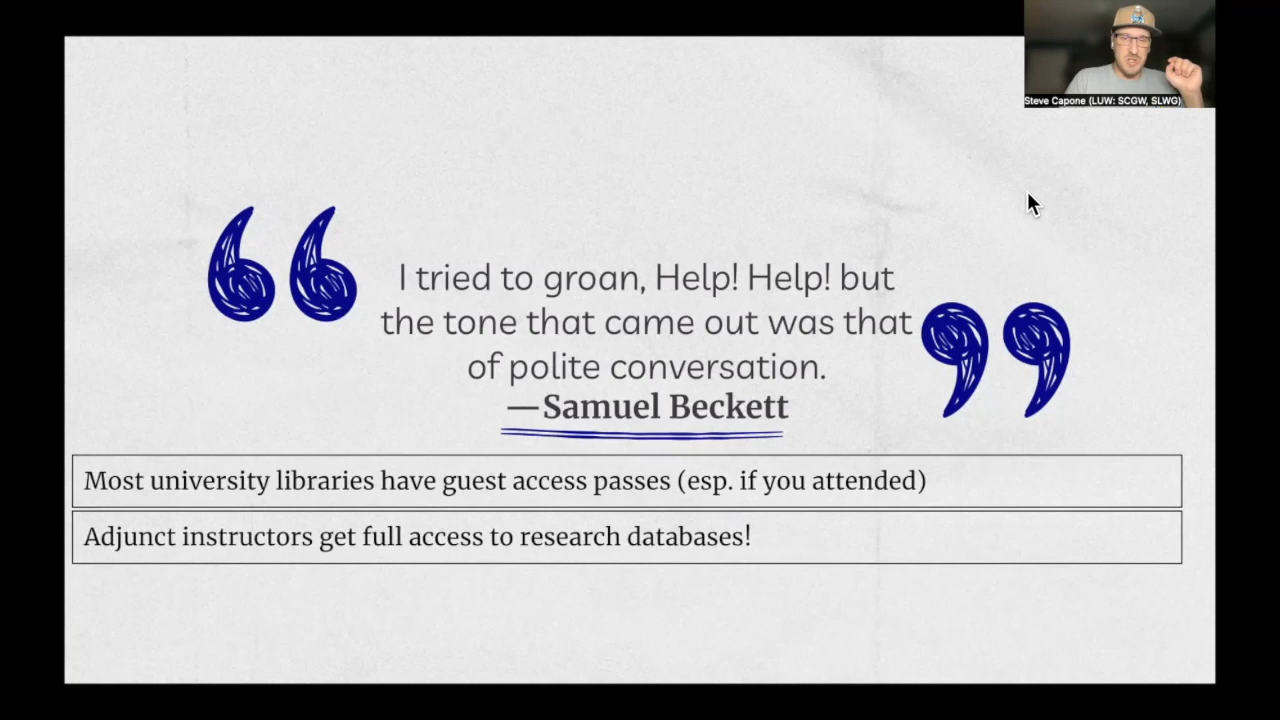 Steve Capone (LUW: SCGW, SLWG)
I tried to groan, Help! Help! but
the tone that came out was that
of polite conversation.
—Samuel Beckett
Most university libraries have guest access passes (esp. if you attended)
Adjunct instructors get full access to research databases!